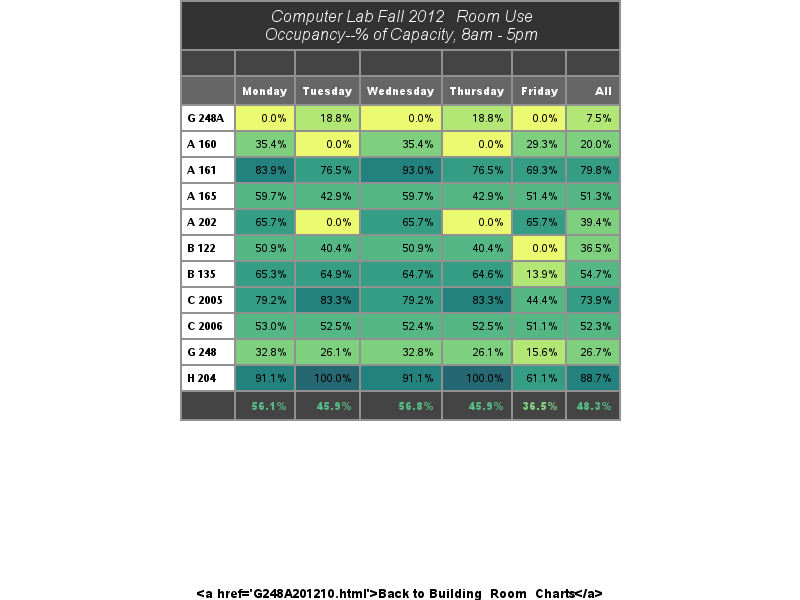 Computer Lab Fall 2012 Room Use
Occupancy--% of Capacity, 8am - 5pm
Monday Tuesday Wednesday Thursday Friday All
G 248A 0.0% 18.8% 0.0% 18.8% 0.0% 7.5%
A 160 35.4% 0.0% 35.4% 0.0% 29.3% 20.0%
A 161 83.9% 76.5% 93.0% 76.5% 69.3% 79.8%
A 165 59.7% 42.9% 59.7% 42.9% 51.4% 51.3%
A 202 65.7% 0.0% 65.7% 0.0% 65.7% 39.4%
B 122 50.9% 40.4% 50.9% 40.4% 0.0% 36.5%
B 135 65.3% 64.9% 64.7% 64.6% 13.9% 54.7%
C 2005 79.2% 83.3% 79.2% 83.3% 44.4% 73.9%
C 2006 53.0% 52.5% 52.4% 52.5% 51.1% 52.3%
G 248 32.8% 26.1% 32.8% 26.1% 15.6% 26.7%
H 204 91.1% 100.0% 91.1% 100.0% 61.1% 88.7%
56.1% 45.9% 56.8% 45.9% 36.5% 48.3%
<a href='G248A201210.html'>Back to Building Room Charts</a>